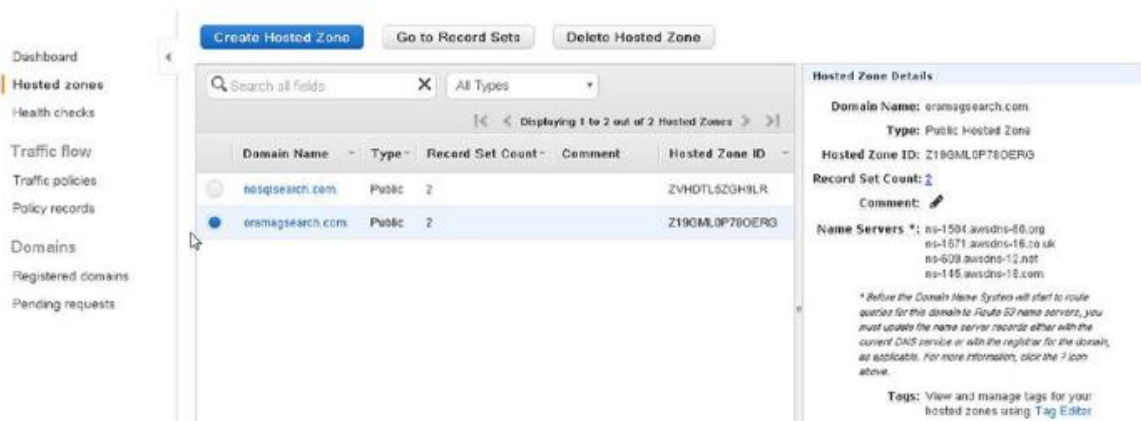 Create Hosted Zone
Go to Record Sets
Delete Hosted Zone
Dashboard
Hosted zones
Health checks
Traffic flow
Traffic policies
Policy records
Domains
Registered domains
Pending requests
Search all fields
All Types
Displaying 1 to 2 out of 2 Hosted Zones
Domain Name Type Record Set Count Comment Hosted Zone ID
nosqlsearch.com. Public 2
oramagsearch.com. Public 2 Z19GML0P78OERG
Hosted Zone Details
Domain Name: oramagsearch.com.
Type: Public Hosted Zone
Hosted Zone ID: Z19GML0P78OERG
Record Set Count: 2
Comment:
Name Servers *:
ns-1671.awsdns-16.co.uk
ns-609.awsdns-12.net
ns-145.awsdns-18.com
* Before the Domain Name System will start to route
queries for this domain to Route 53 name servers, you
must update the name server records either with the
current DNS service or with the registrar for the domain,
as applicable. For more information, click the ? icon
above.
Tags: View and manage tags for your
hosted zones using Tag Editor